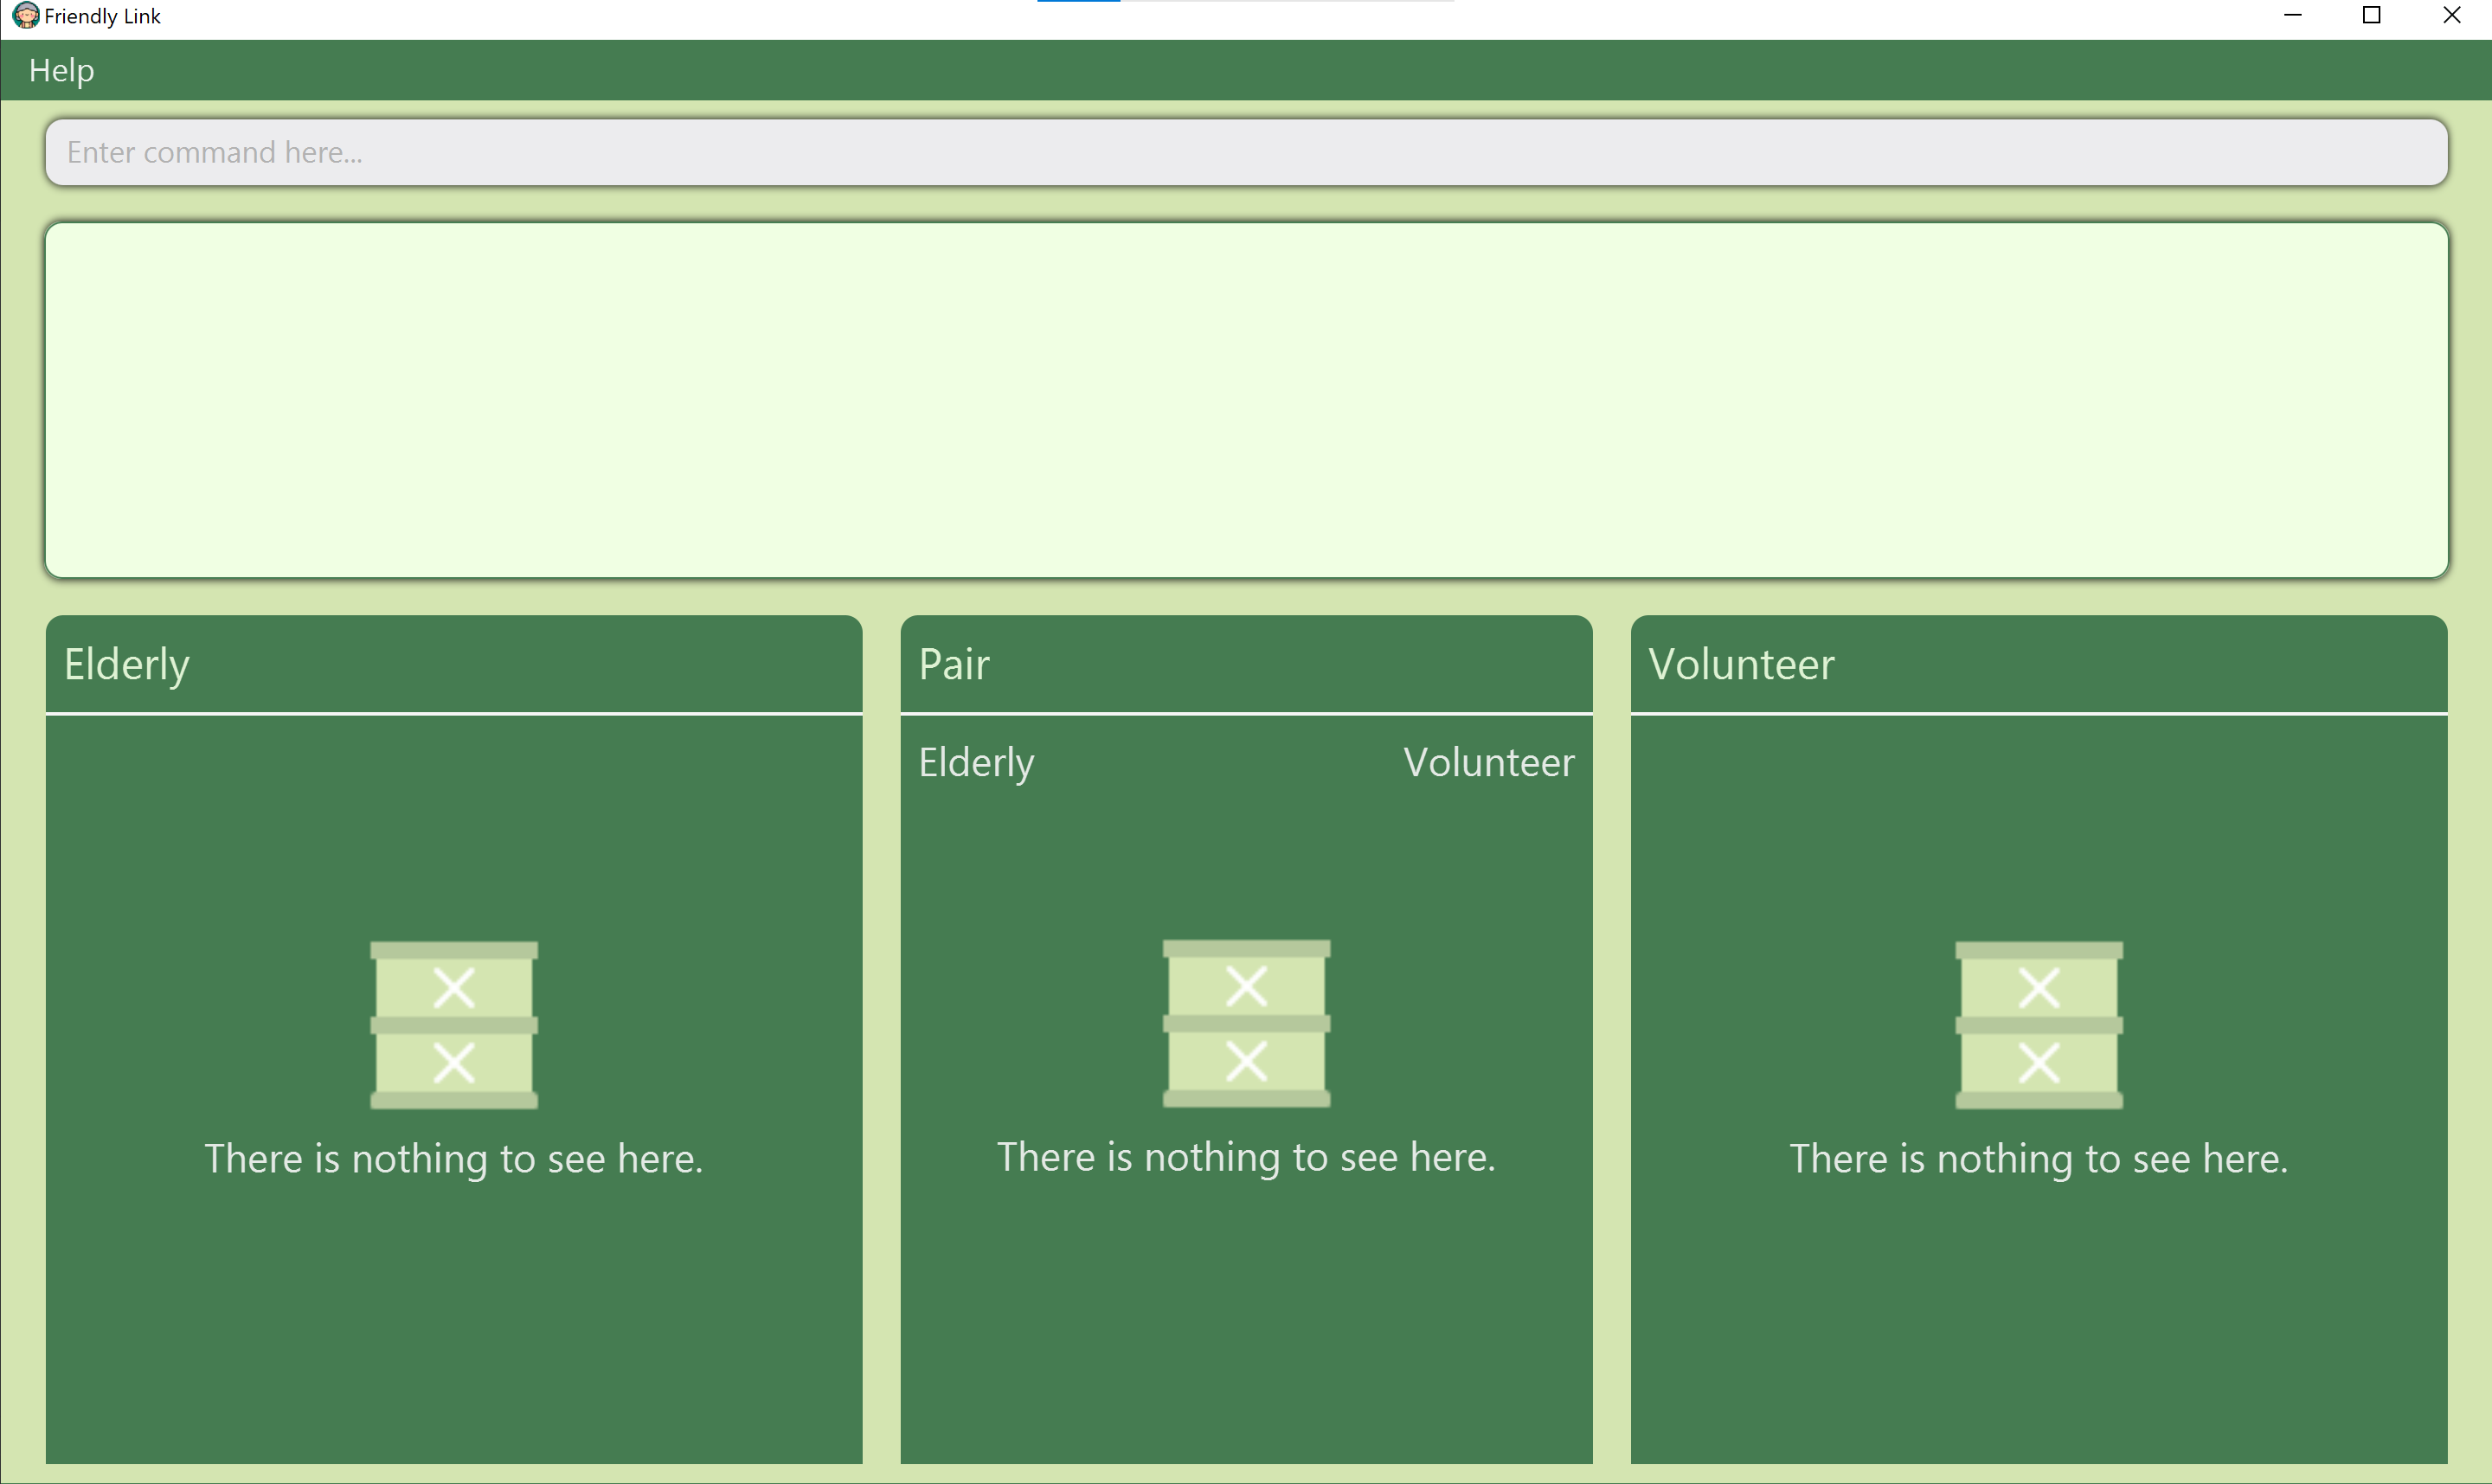 Friendly Link
Help
Enter command here...
Elderly
Pair
Volunteer
Elderly
Volunteer
There is nothing to see here.
There is nothing to see here.
There is nothing to see here.